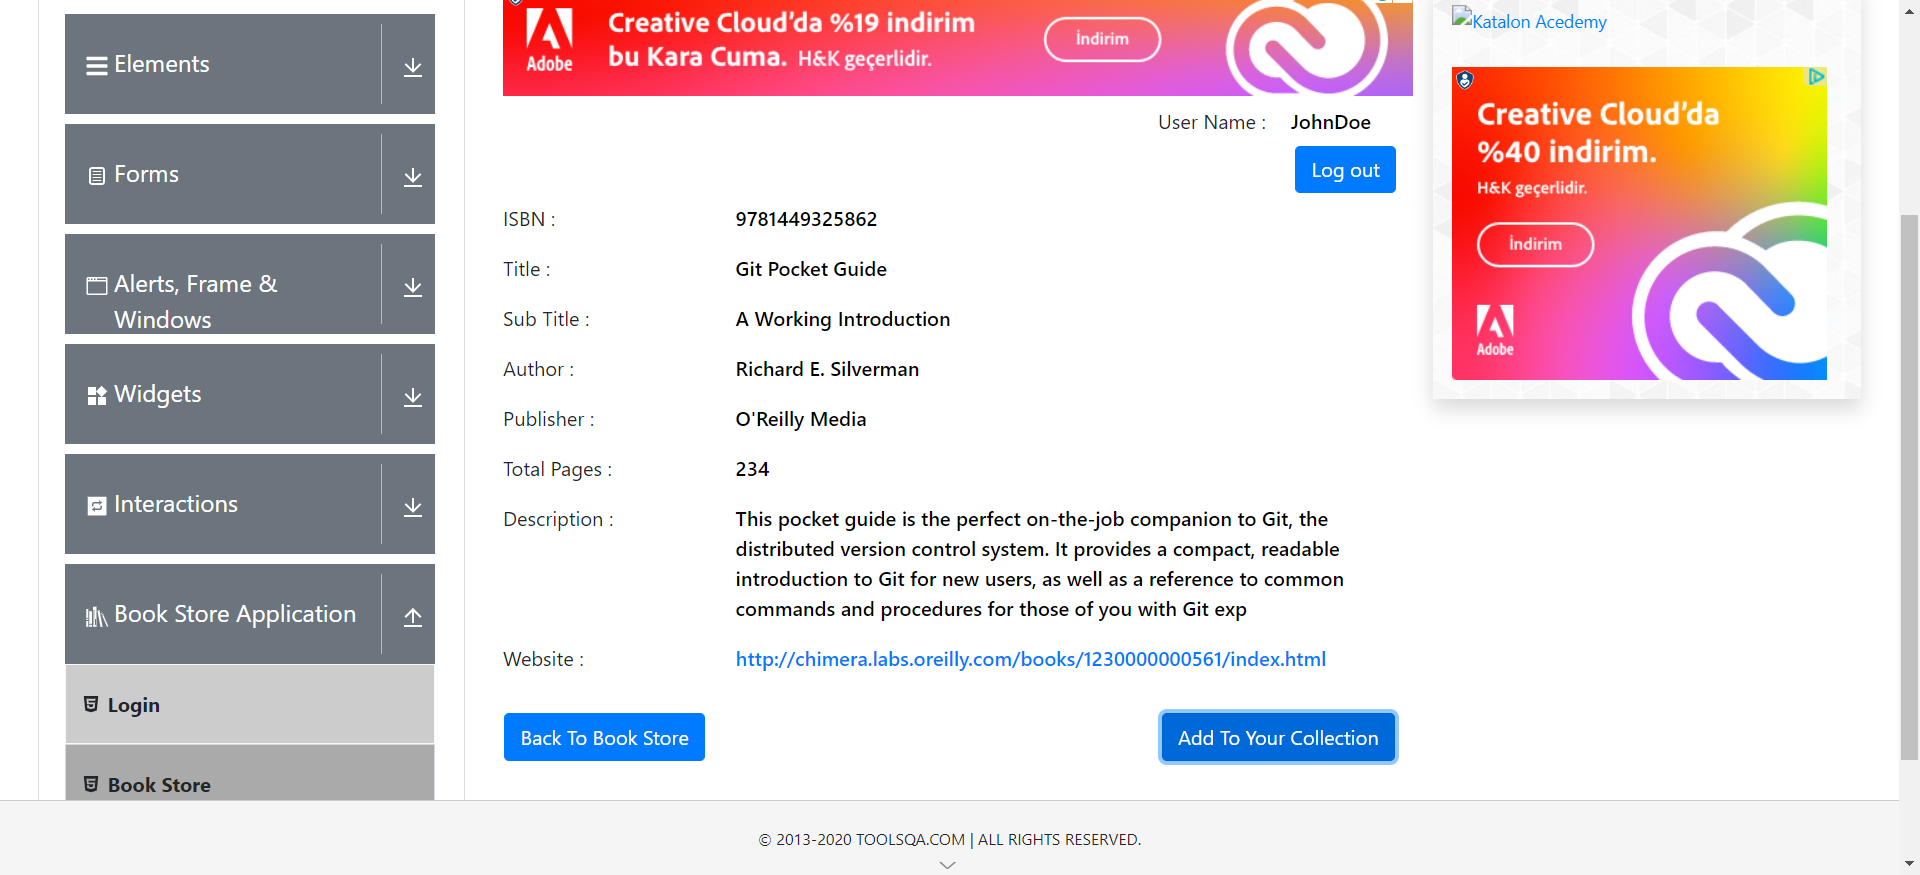 Elements
Forms
Alerts, Frame &
Windows
Widgets
Interactions
Book Store Application
Login
Book Store
Adobe
Creative Cloud’da %19 indirim
bu Kara Cuma. H&K geçerlidir.
İndirim
User Name : JohnDoe
Log out
ISBN : 9781449325862
Title : Git Pocket Guide
Sub Title : A Working Introduction
Author : Richard E. Silverman
Publisher : O'Reilly Media
Total Pages : 234
Description : This pocket guide is the perfect on-the-job companion to Git, the
distributed version control system. It provides a compact, readable
introduction to Git for new users, as well as a reference to common
commands and procedures for those of you with Git exp
Website : http://chimera.labs.oreilly.com/books/1230000000561/index.html
Back To Book Store
Add To Your Collection
Katalon Acedemy
Creative Cloud’da
%40 indirim.
H&K geçerlidir.
İndirim
Adobe
© 2013-2020 TOOLSQA.COM | ALL RIGHTS RESERVED.